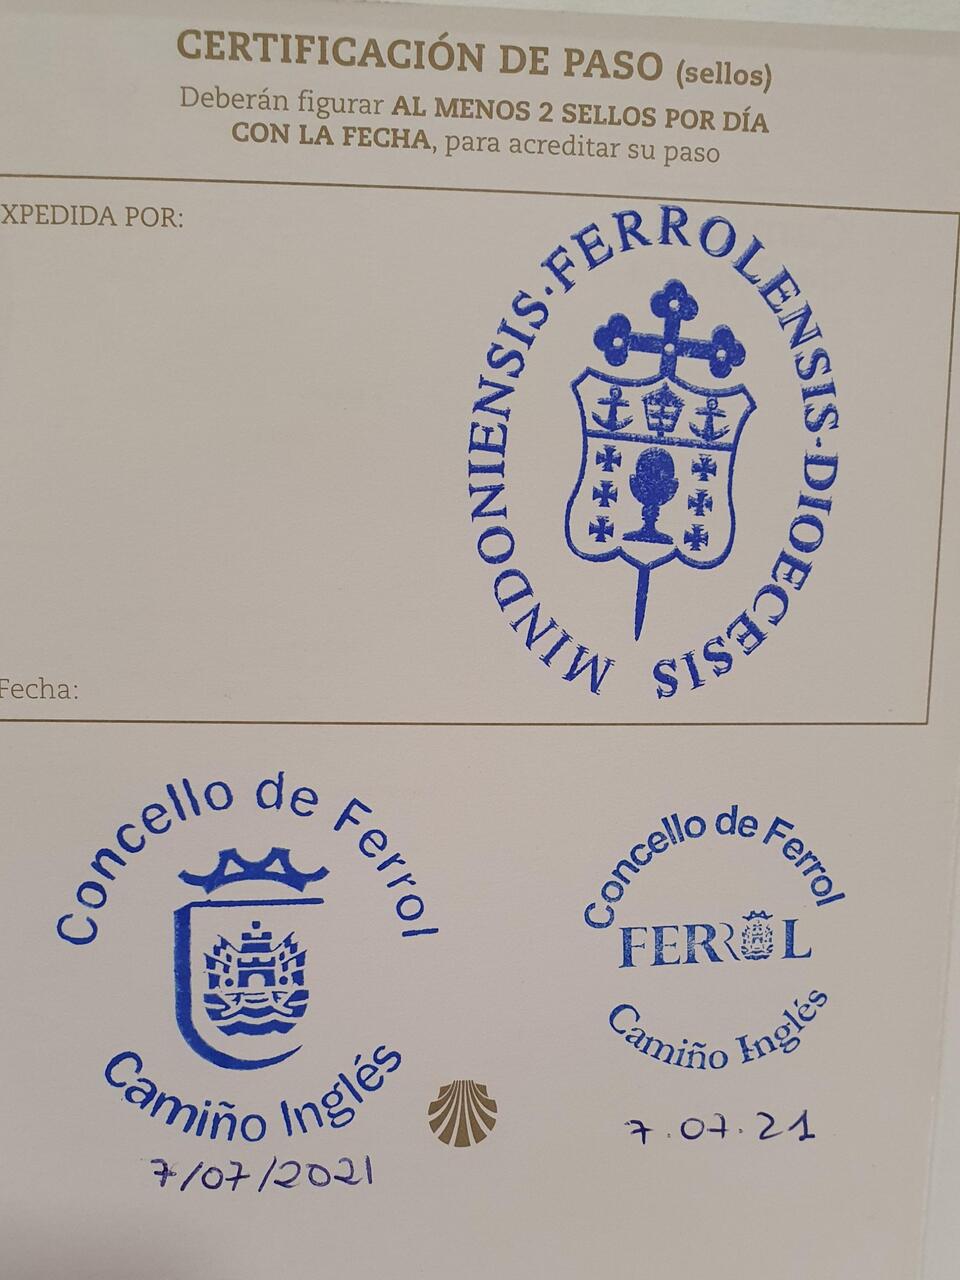 CERTIFICACIÓN DE PASO (sellos)
Deberán figurar AL MENOS 2 SELLOS POR DÍA
CON LA FECHA, para acreditar su paso
XPEDIDA POR:
MINDONIENSIS·FERROLENSIS·DIOECESIS
Fecha:
Concello de Ferrol
Camiño Inglés
7/07/2021
Concello de Ferrol
FERROL
Camiño Inglés
7.07.21